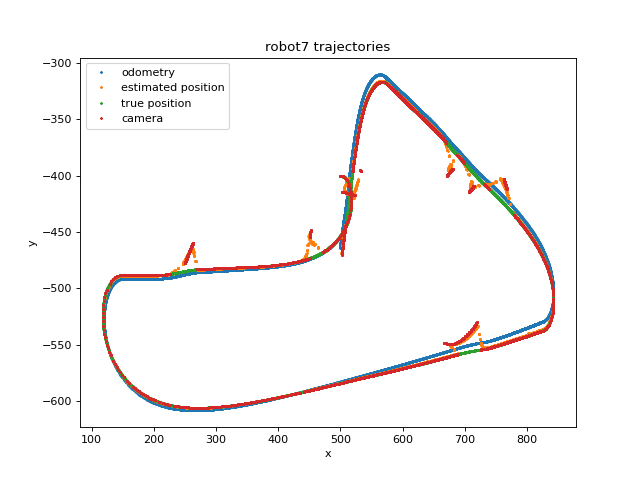 robot7 trajectories
−300
−350
−400
−450
−500
−550
−600
y
odometry
estimated position
true position
camera
100
200
300
400
500
600
700
800
x